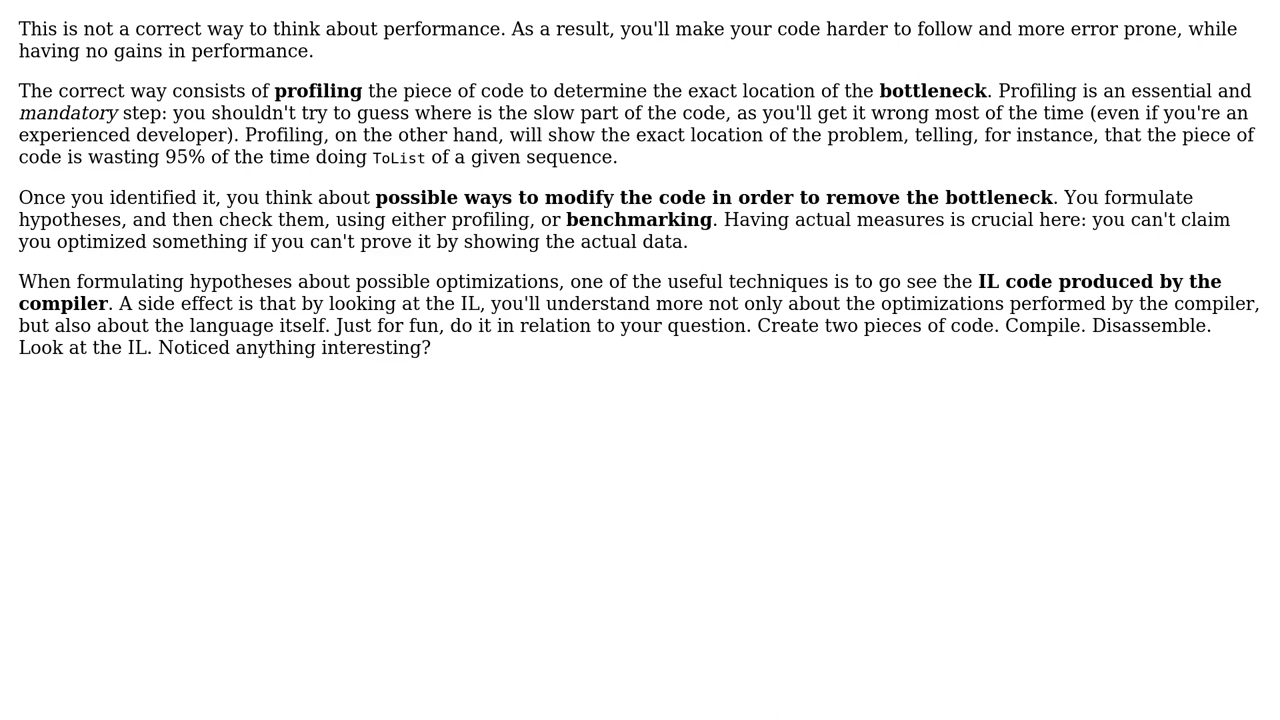 This is not a correct way to think about performance. As a result, you'll make your code harder to follow and more error prone, while
having no gains in performance.
The correct way consists of profiling the piece of code to determine the exact location of the bottleneck. Profiling is an essential and
mandatory step: you shouldn't try to guess where is the slow part of the code, as you'll get it wrong most of the time (even if you're an
experienced developer). Profiling, on the other hand, will show the exact location of the problem, telling, for instance, that the piece of
code is wasting 95% of the time doing ToList of a given sequence.
Once you identified it, you think about possible ways to modify the code in order to remove the bottleneck. You formulate
hypotheses, and then check them, using either profiling, or benchmarking. Having actual measures is crucial here: you can't claim
you optimized something if you can't prove it by showing the actual data.
When formulating hypotheses about possible optimizations, one of the useful techniques is to go see the IL code produced by the
compiler. A side effect is that by looking at the IL, you'll understand more not only about the optimizations performed by the compiler,
but also about the language itself. Just for fun, do it in relation to your question. Create two pieces of code. Compile. Disassemble.
Look at the IL. Noticed anything interesting?